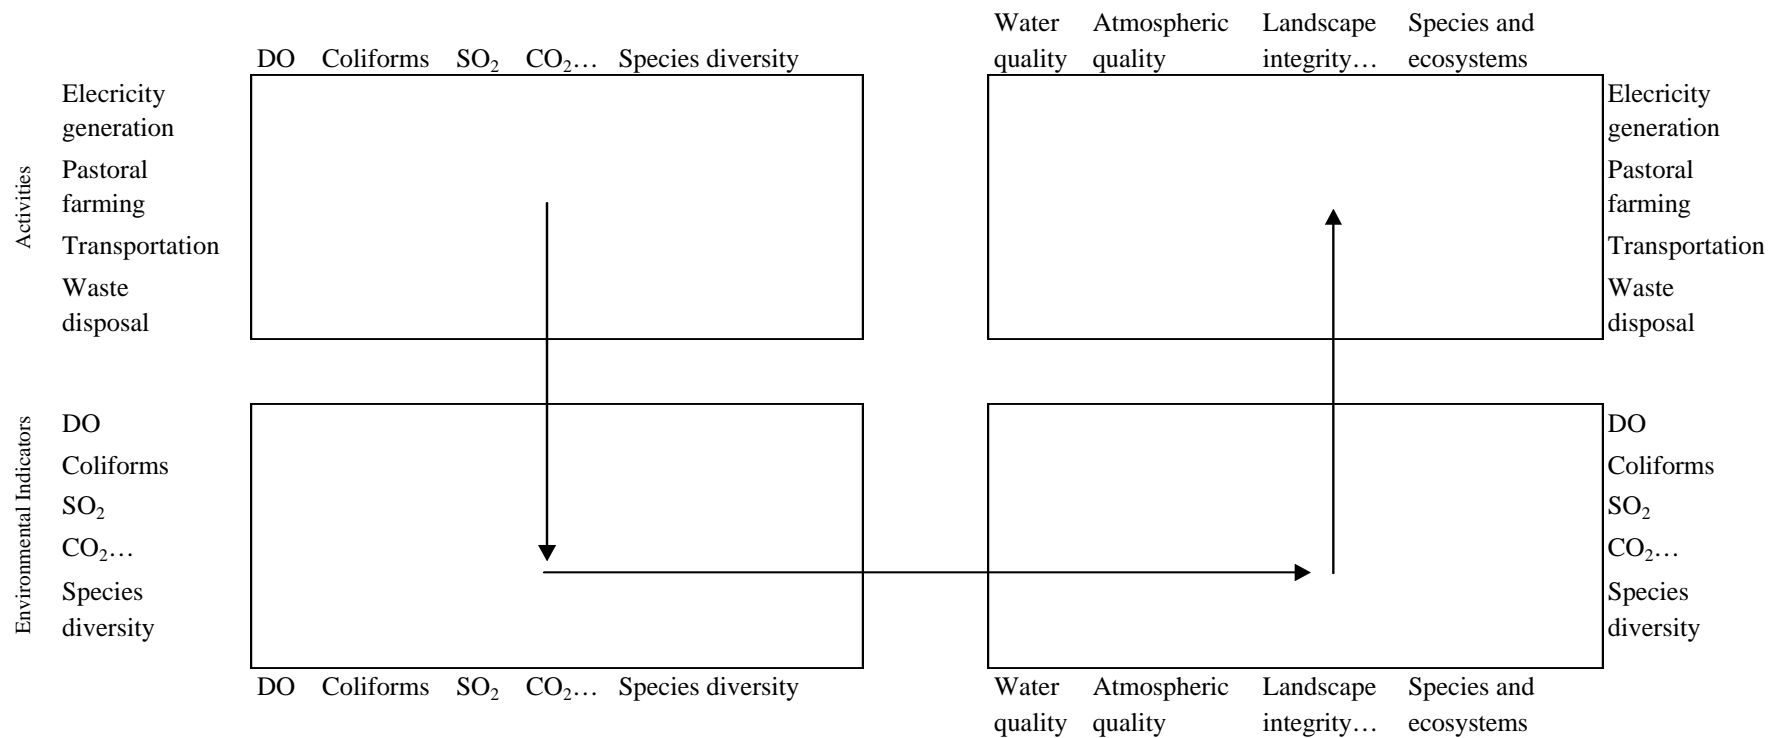 DO Coliforms SO₂ CO₂… Species diversity
Water Atmospheric Landscape Species and
quality quality integrity… ecosystems
Activities
Elecricity
generation
Pastoral
farming
Transportation
Waste
disposal
Elecricity
generation
Pastoral
farming
Transportation
Waste
disposal
Environmental Indicators
DO
Coliforms
SO₂
CO₂…
Species
diversity
DO
Coliforms
SO₂
CO₂…
Species
diversity
DO Coliforms SO₂ CO₂… Species diversity
Water Atmospheric Landscape Species and
quality quality integrity… ecosystems